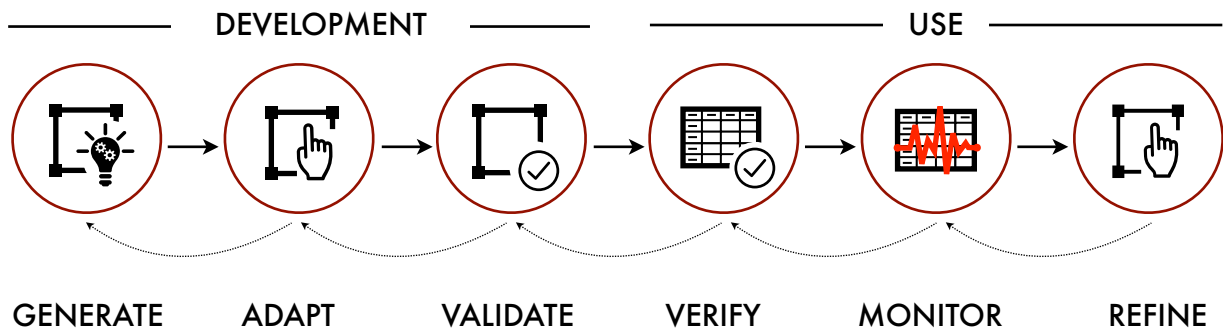 DEVELOPMENT USE
GENERATE ADAPT VALIDATE VERIFY MONITOR REFINE